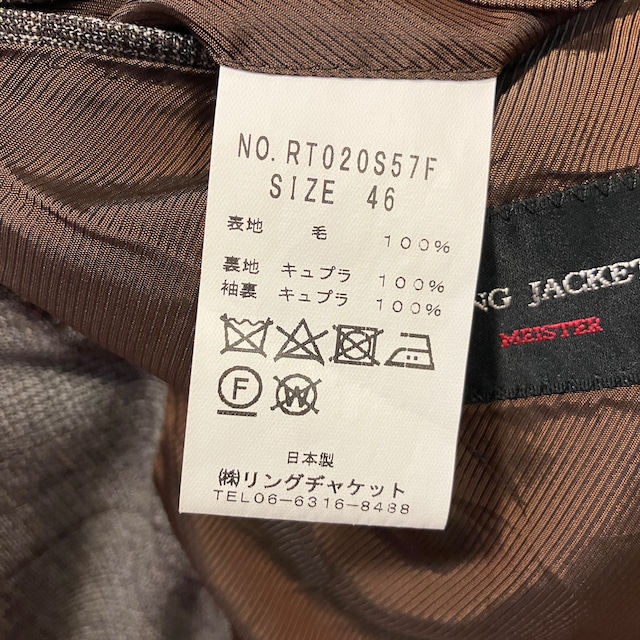 NO. RT020S57F
SIZE 46
表地 毛 100%
裏地 キュプラ 100%
袖裏 キュプラ 100%
F W
日本製
㈱リングヂャケット
TEL06-6316-8488
NG JACKET
MEISTER